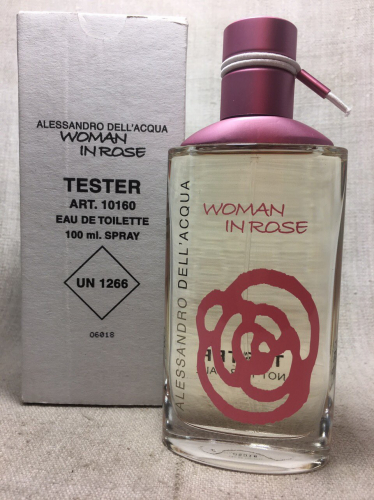 ALESSANDRO DELL'ACQUA
WOMAN
IN ROSE
TESTER
ART. 10160
EAU DE TOILETTE
100 ml. SPRAY
UN 1266
06018
ALESSANDRO DELL'ACQUA
WOMAN
IN ROSE